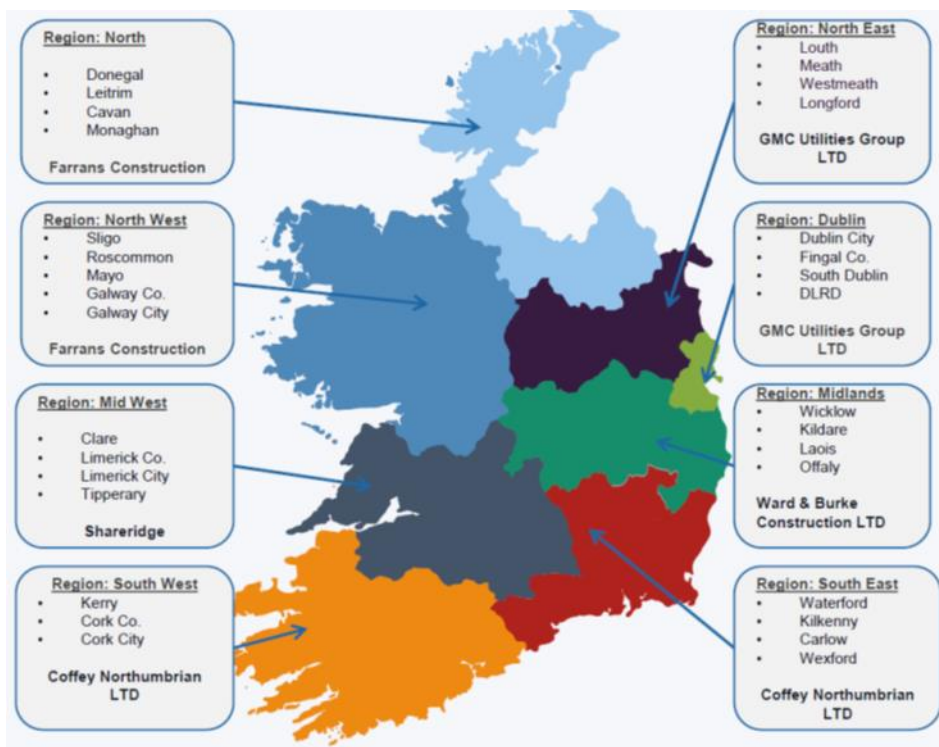 Region: North
• Donegal
• Leitrim
• Cavan
• Monaghan
Farrans Construction
Region: North West
• Sligo
• Roscommon
• Mayo
• Galway Co.
• Galway City
Farrans Construction
Region: Mid West
• Clare
• Limerick Co.
• Limerick City
• Tipperary
Shareridge
Region: South West
• Kerry
• Cork Co.
• Cork City
Coffey Northumbrian
LTD
Region: North East
• Louth
• Meath
• Westmeath
• Longford
GMC Utilities Group
LTD
Region: Dublin
• Dublin City
• Fingal Co.
• South Dublin
• DLRD
GMC Utilities Group
LTD
Region: Midlands
• Wicklow
• Kildare
• Laois
• Offaly
Ward & Burke
Construction LTD
Region: South East
• Waterford
• Kilkenny
• Carlow
• Wexford
Coffey Northumbrian
LTD